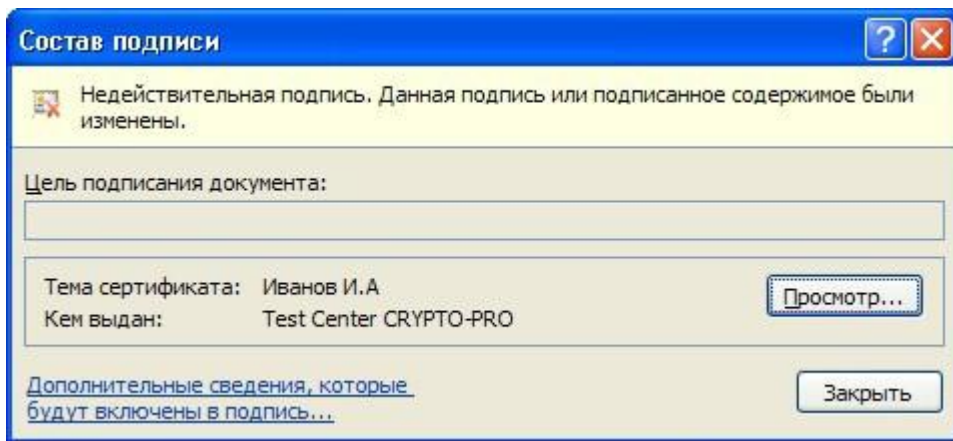 Состав подписи
Недействительная подпись. Данная подпись или подписанное содержимое были
изменены.
Цель подписания документа:
Тема сертификата: Иванов И.А
Кем выдан: Test Center CRYPTO-PRO
Просмотр...
Дополнительные сведения, которые
будут включены в подпись...
Закрыть